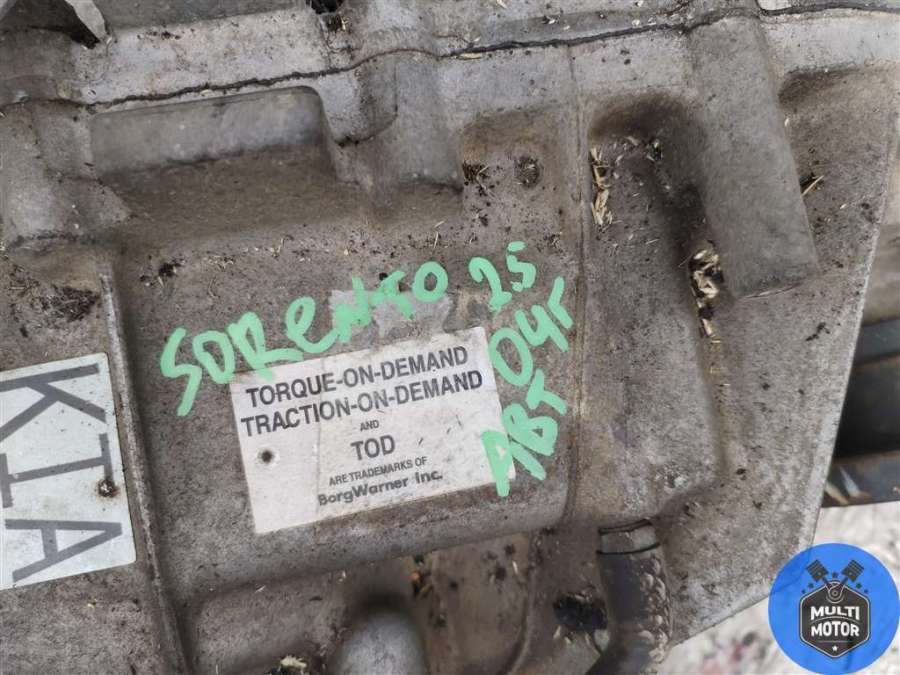 SORENTO 2.5
04г
АВТ
TORQUE-ON-DEMAND
TRACTION-ON-DEMAND
AND
TOD
ARE TRADEMARKS OF
BorgWarner Inc.
KIA
MULTI
MOTOR